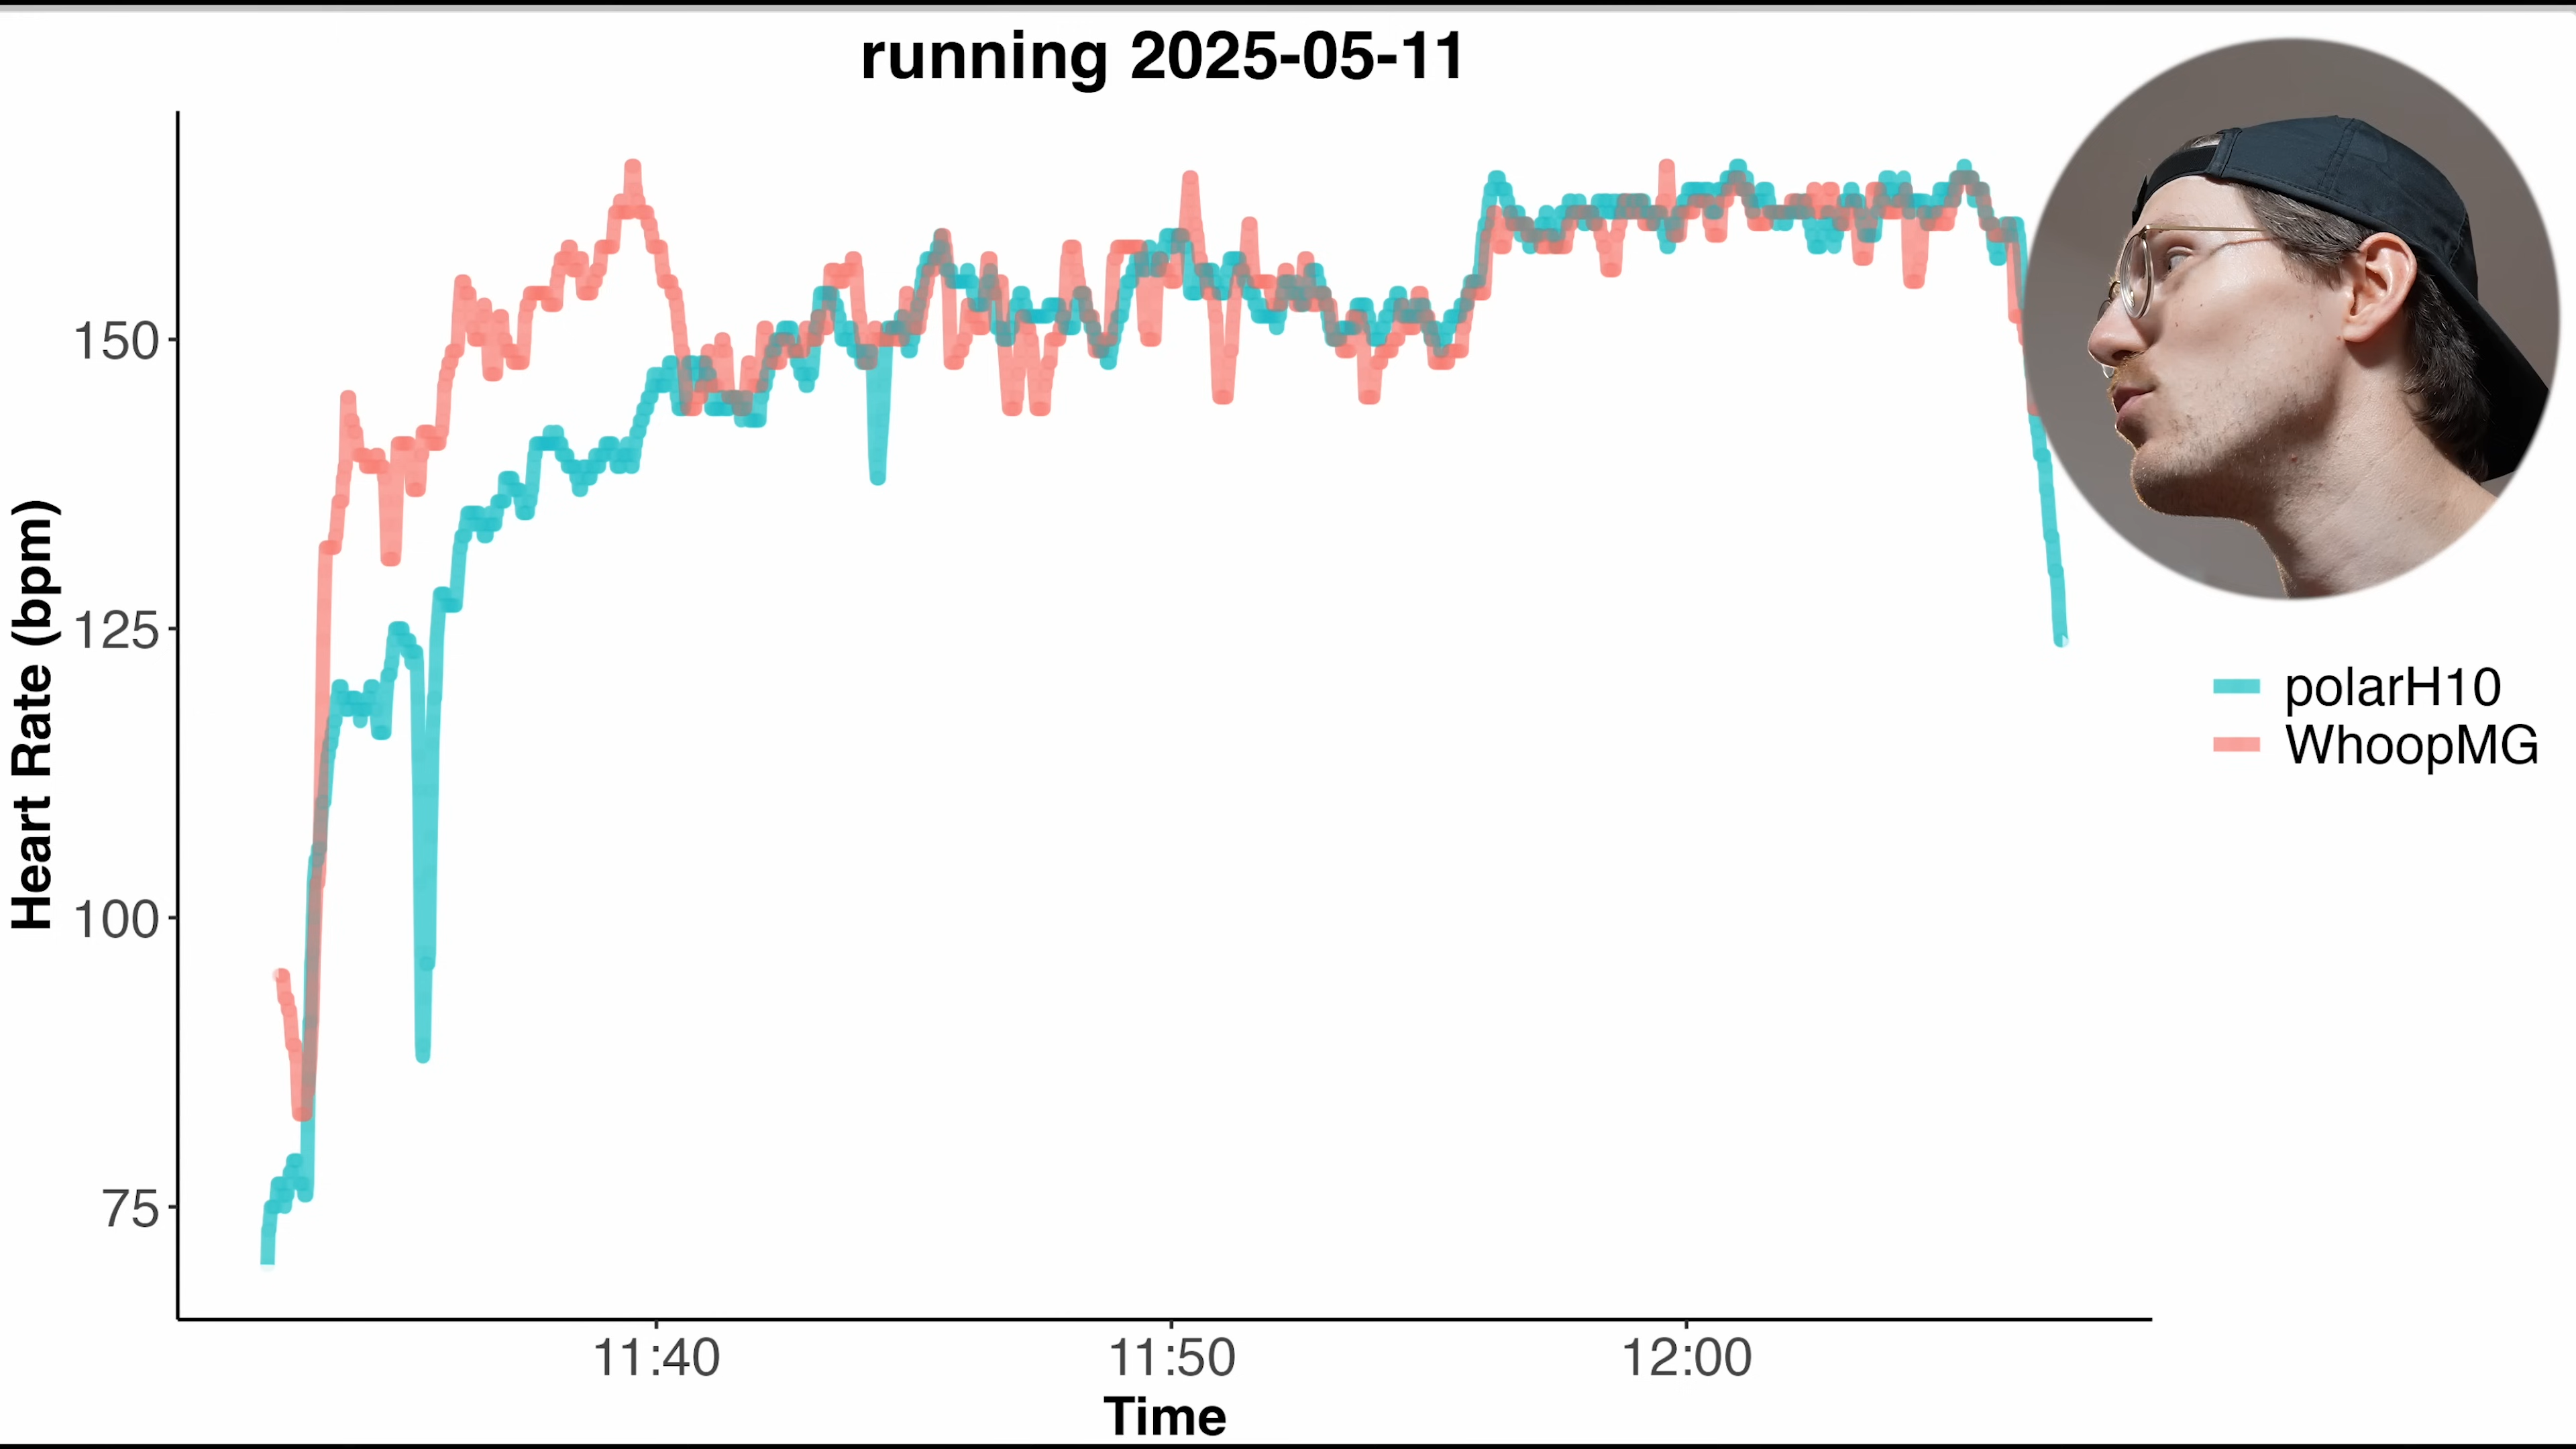 running 2025-05-11
Heart Rate (bpm)
150
125
100
75
11:40
11:50
12:00
Time
polarH10
WhoopMG